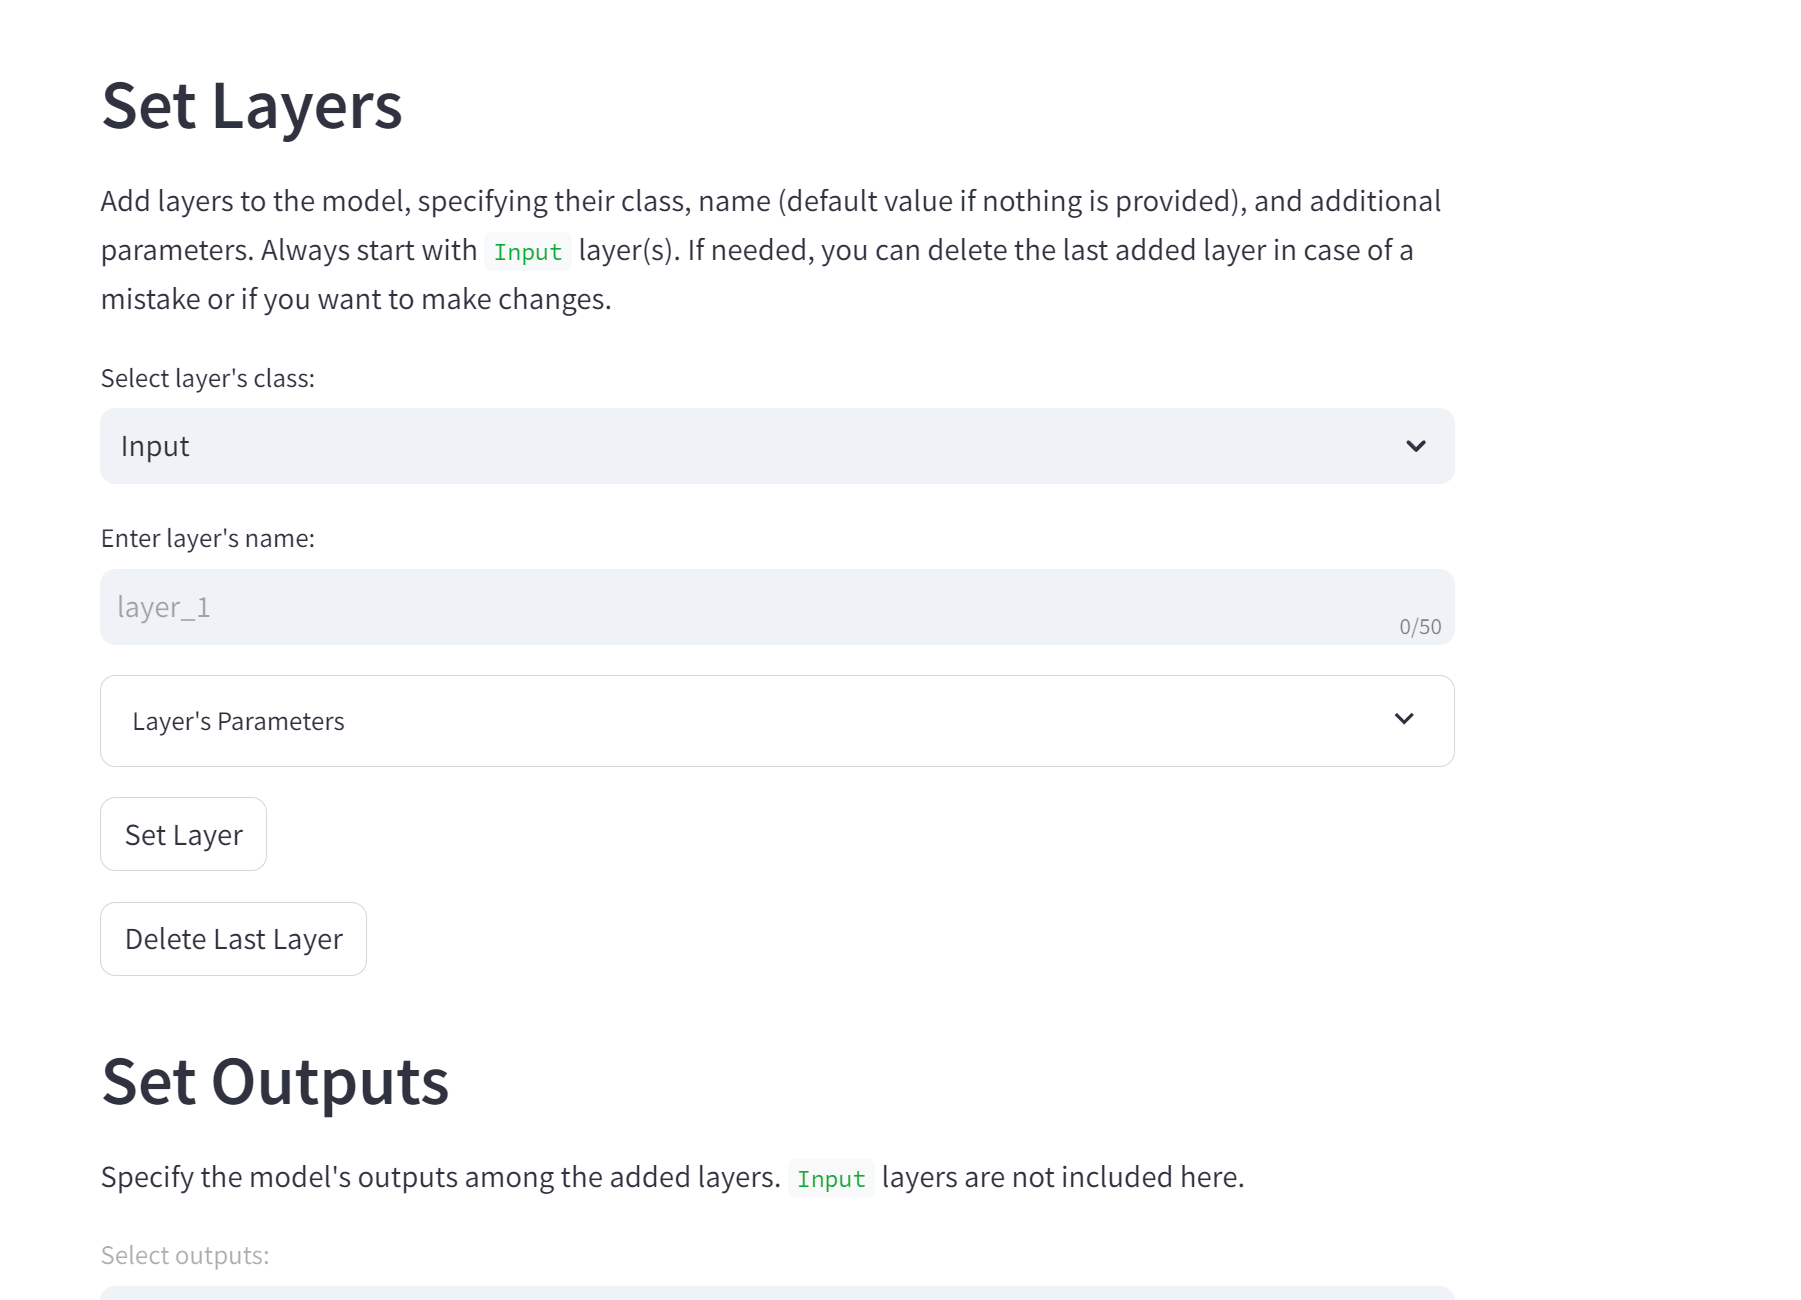 Set Layers
Add layers to the model, specifying their class, name (default value if nothing is provided), and additional
parameters. Always start with Input layer(s). If needed, you can delete the last added layer in case of a
mistake or if you want to make changes.
Select layer's class:
Input
Enter layer's name:
layer_1
0/50
Layer's Parameters
Set Layer
Delete Last Layer
Set Outputs
Specify the model's outputs among the added layers. Input layers are not included here.
Select outputs: